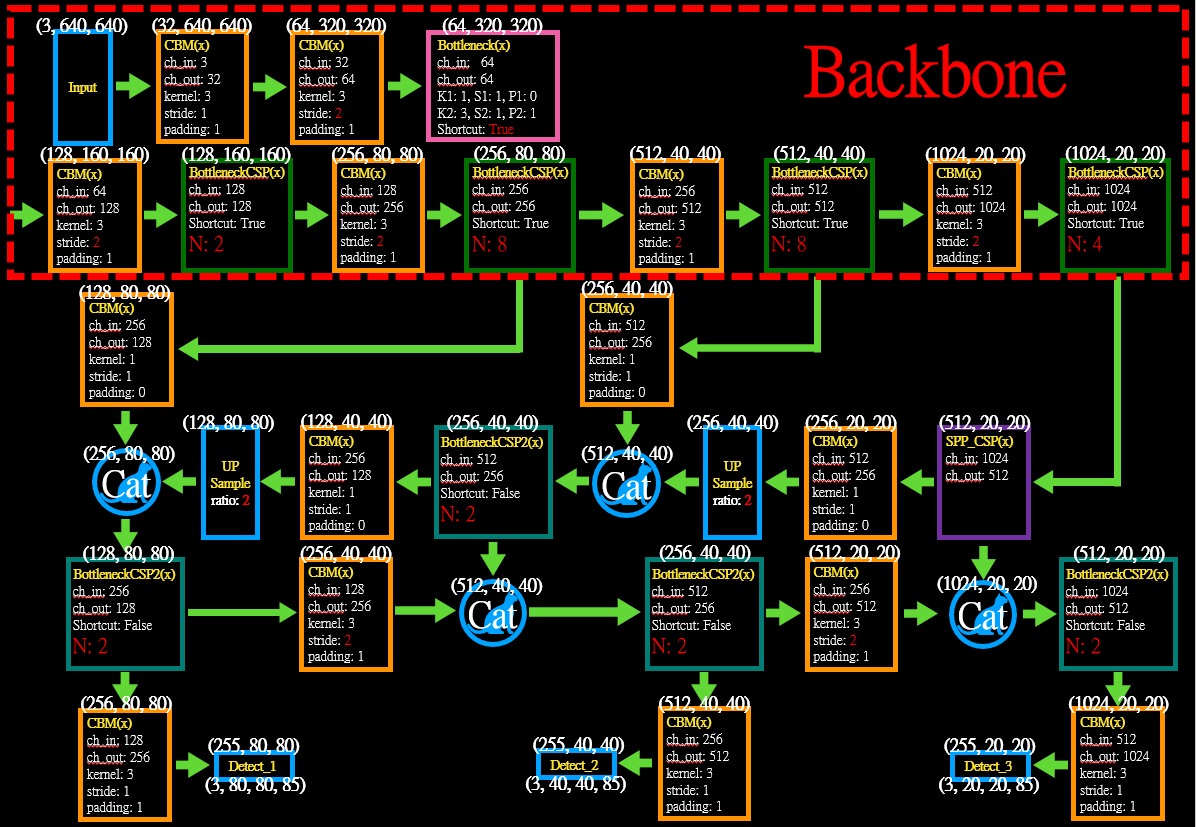 Backbone
(3, 640, 640)
Input
(32, 640, 640)
CBM(x)
ch_in: 3
ch_out: 32
kernel: 3
stride: 1
padding: 1
(64, 320, 320)
CBM(x)
ch_in: 32
ch_out: 64
kernel: 3
stride: 2
padding: 1
(64, 320, 320)
Bottleneck(x)
ch_in: 64
ch_out: 64
K1: 1, S1: 1, P1: 0
K2: 3, S2: 1, P2: 1
Shortcut: True
(128, 160, 160)
CBM(x)
ch_in: 64
ch_out: 128
kernel: 3
stride: 2
padding: 1
(128, 160, 160)
BottleneckCSP(x)
ch_in: 128
ch_out: 128
Shortcut: True
N: 2
(256, 80, 80)
CBM(x)
ch_in: 128
ch_out: 256
kernel: 3
stride: 2
padding: 1
(256, 80, 80)
BottleneckCSP(x)
ch_in: 256
ch_out: 256
Shortcut: True
N: 8
(512, 40, 40)
CBM(x)
ch_in: 256
ch_out: 512
kernel: 3
stride: 2
padding: 1
(512, 40, 40)
BottleneckCSP(x)
ch_in: 512
ch_out: 512
Shortcut: True
N: 8
(1024, 20, 20)
CBM(x)
ch_in: 512
ch_out: 1024
kernel: 3
stride: 2
padding: 1
(1024, 20, 20)
BottleneckCSP(x)
ch_in: 1024
ch_out: 1024
Shortcut: True
N: 4
(128, 80, 80)
CBM(x)
ch_in: 256
ch_out: 128
kernel: 1
stride: 1
padding: 0
(256, 40, 40)
CBM(x)
ch_in: 512
ch_out: 256
kernel: 1
stride: 1
padding: 0
(256, 80, 80)
Cat
(128, 80, 80)
UP
Sample
ratio: 2
(128, 40, 40)
CBM(x)
ch_in: 256
ch_out: 128
kernel: 1
stride: 1
padding: 0
(256, 40, 40)
BottleneckCSP2(x)
ch_in: 512
ch_out: 256
Shortcut: False
N: 2
(512, 40, 40)
Cat
(256, 40, 40)
UP
Sample
ratio: 2
(256, 20, 20)
CBM(x)
ch_in: 512
ch_out: 256
kernel: 1
stride: 1
padding: 0
(512, 20, 20)
SPP_CSP(x)
ch_in: 1024
ch_out: 512
(128, 80, 80)
BottleneckCSP2(x)
ch_in: 256
ch_out: 128
Shortcut: False
N: 2
(256, 40, 40)
CBM(x)
ch_in: 128
ch_out: 256
kernel: 3
stride: 2
padding: 1
(512, 40, 40)
Cat
(256, 40, 40)
BottleneckCSP2(x)
ch_in: 512
ch_out: 256
Shortcut: False
N: 2
(512, 20, 20)
CBM(x)
ch_in: 256
ch_out: 512
kernel: 3
stride: 2
padding: 1
(1024, 20, 20)
Cat
(512, 20, 20)
BottleneckCSP2(x)
ch_in: 1024
ch_out: 512
Shortcut: False
N: 2
(256, 80, 80)
CBM(x)
ch_in: 128
ch_out: 256
kernel: 3
stride: 1
padding: 1
(255, 80, 80)
Detect_1
(3, 80, 80, 85)
(255, 40, 40)
Detect_2
(3, 40, 40, 85)
(512, 40, 40)
CBM(x)
ch_in: 256
ch_out: 512
kernel: 3
stride: 1
padding: 1
(255, 20, 20)
Detect_3
(3, 20, 20, 85)
(1024, 20, 20)
CBM(x)
ch_in: 512
ch_out: 1024
kernel: 3
stride: 1
padding: 1